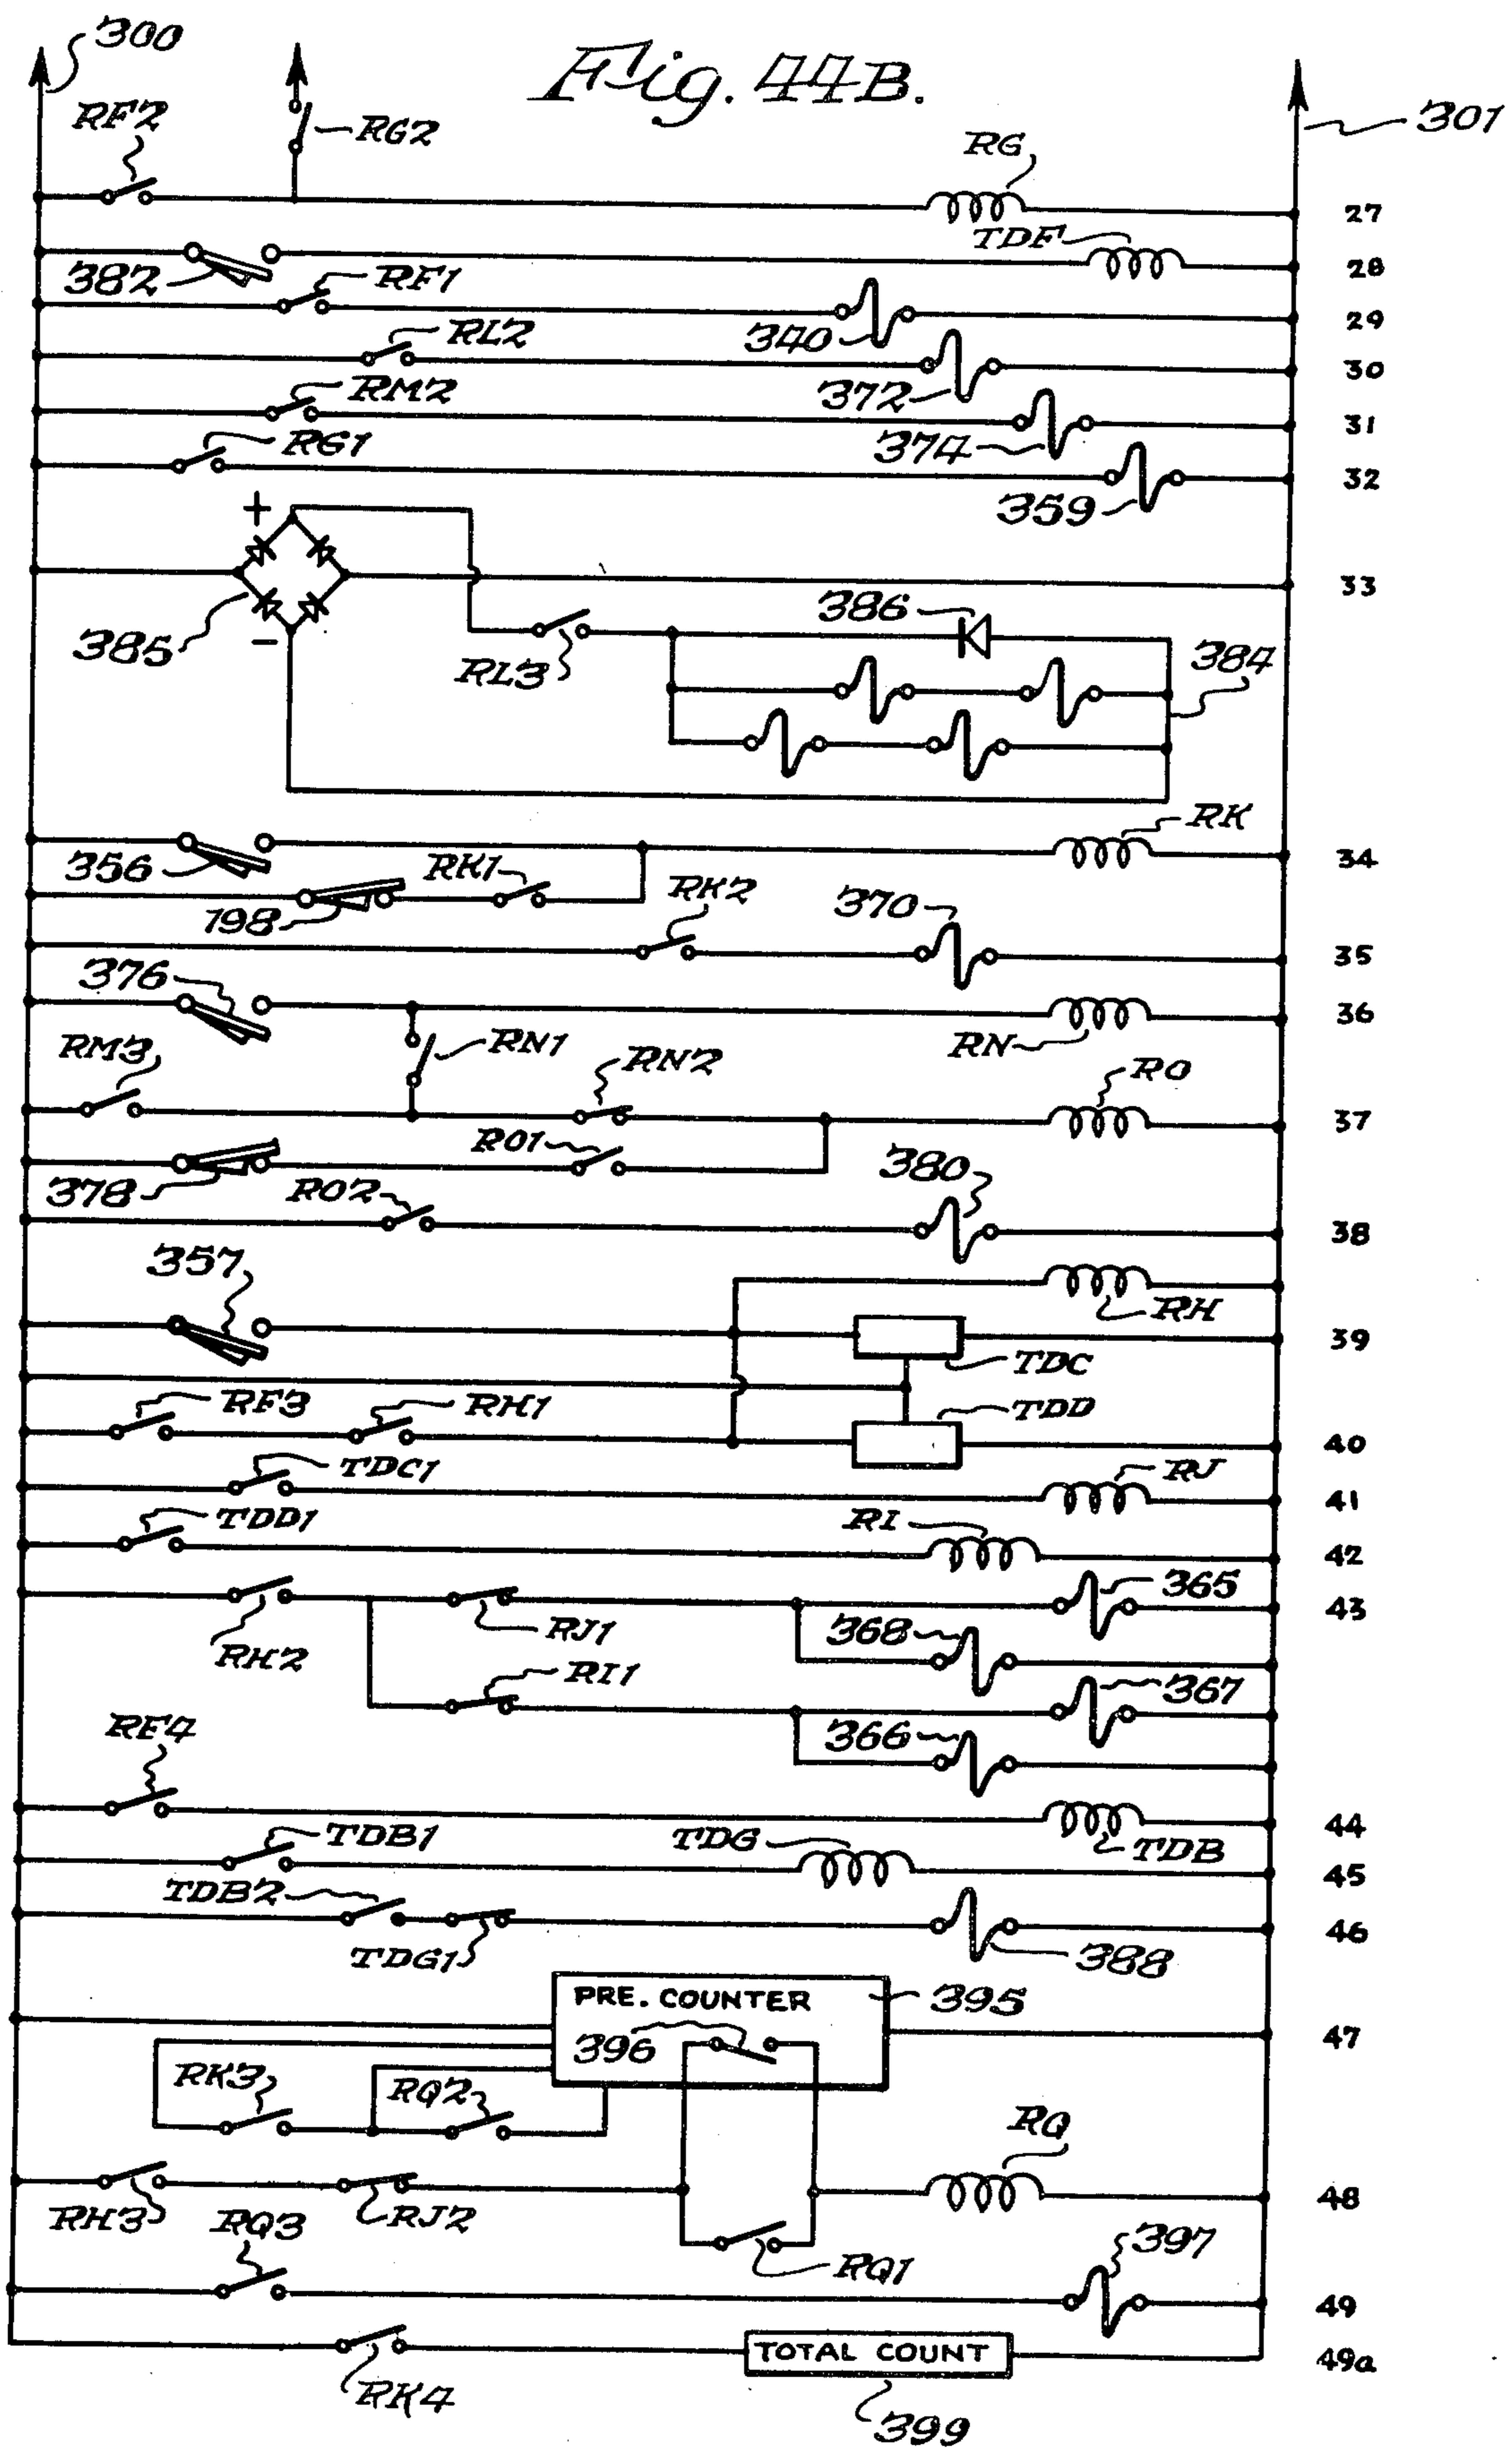 300
Fig. 44B.
301
RF2
RG2
RG
27
TDF
382
28
RF1
340
29
RL2
372
30
RM2
374
31
RG1
359
32
+
385
-
33
386
RL3
384
RK
356
34
RK1
198
RK2
370
35
376
36
RN
RM3
RN1
RN2
RO
37
RO1
378
RO2
380
38
357
RH
39
TDC
RF3
RH1
TDD
40
TDC1
RJ
41
TDD1
RI
42
365
43
RH2
RJ1
368
RI1
367
366
RF4
44
TDB
TDB1
TDG
45
TDB2
TDG1
388
46
PRE. COUNTER
395
396
47
RK3
RQ2
RQ
RH3
RJ2
48
RQ3
RQ1
397
49
TOTAL COUNT
49a
RK4
399